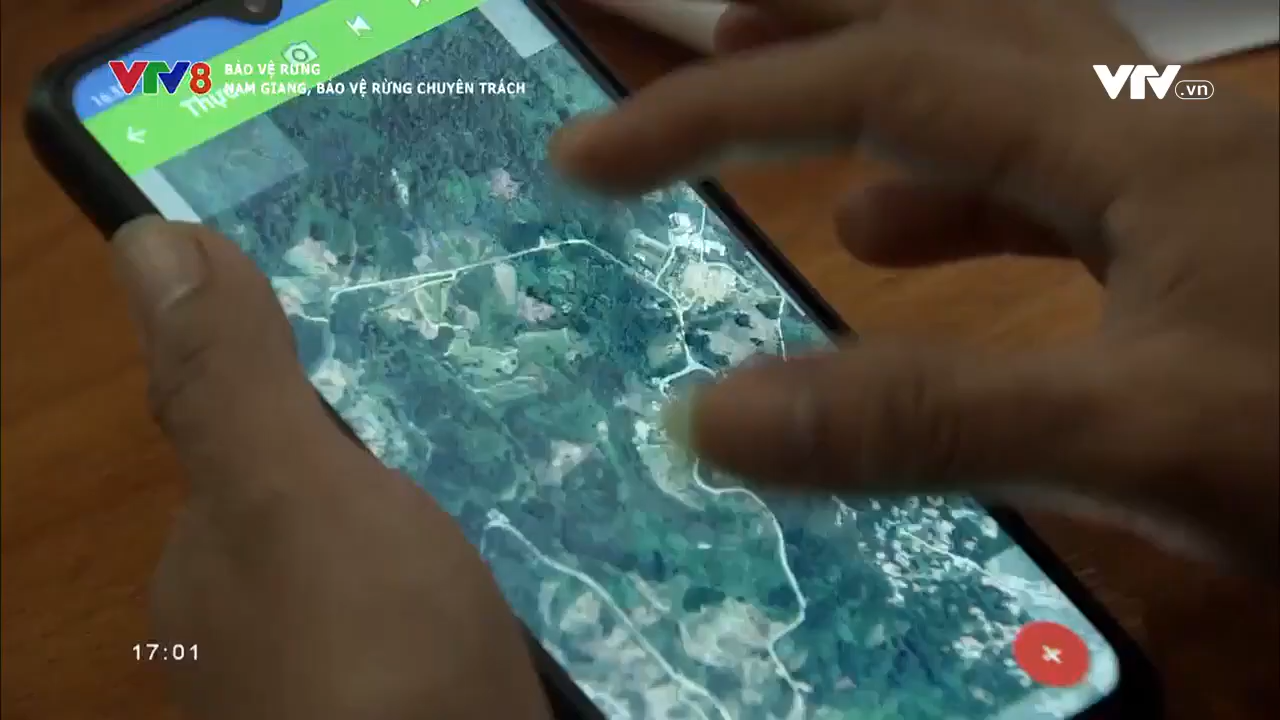 VTV8
BẢO VỆ RỪNG
NAM GIANG, BẢO VỆ RỪNG CHUYÊN TRÁCH
VTV.vn
17:01